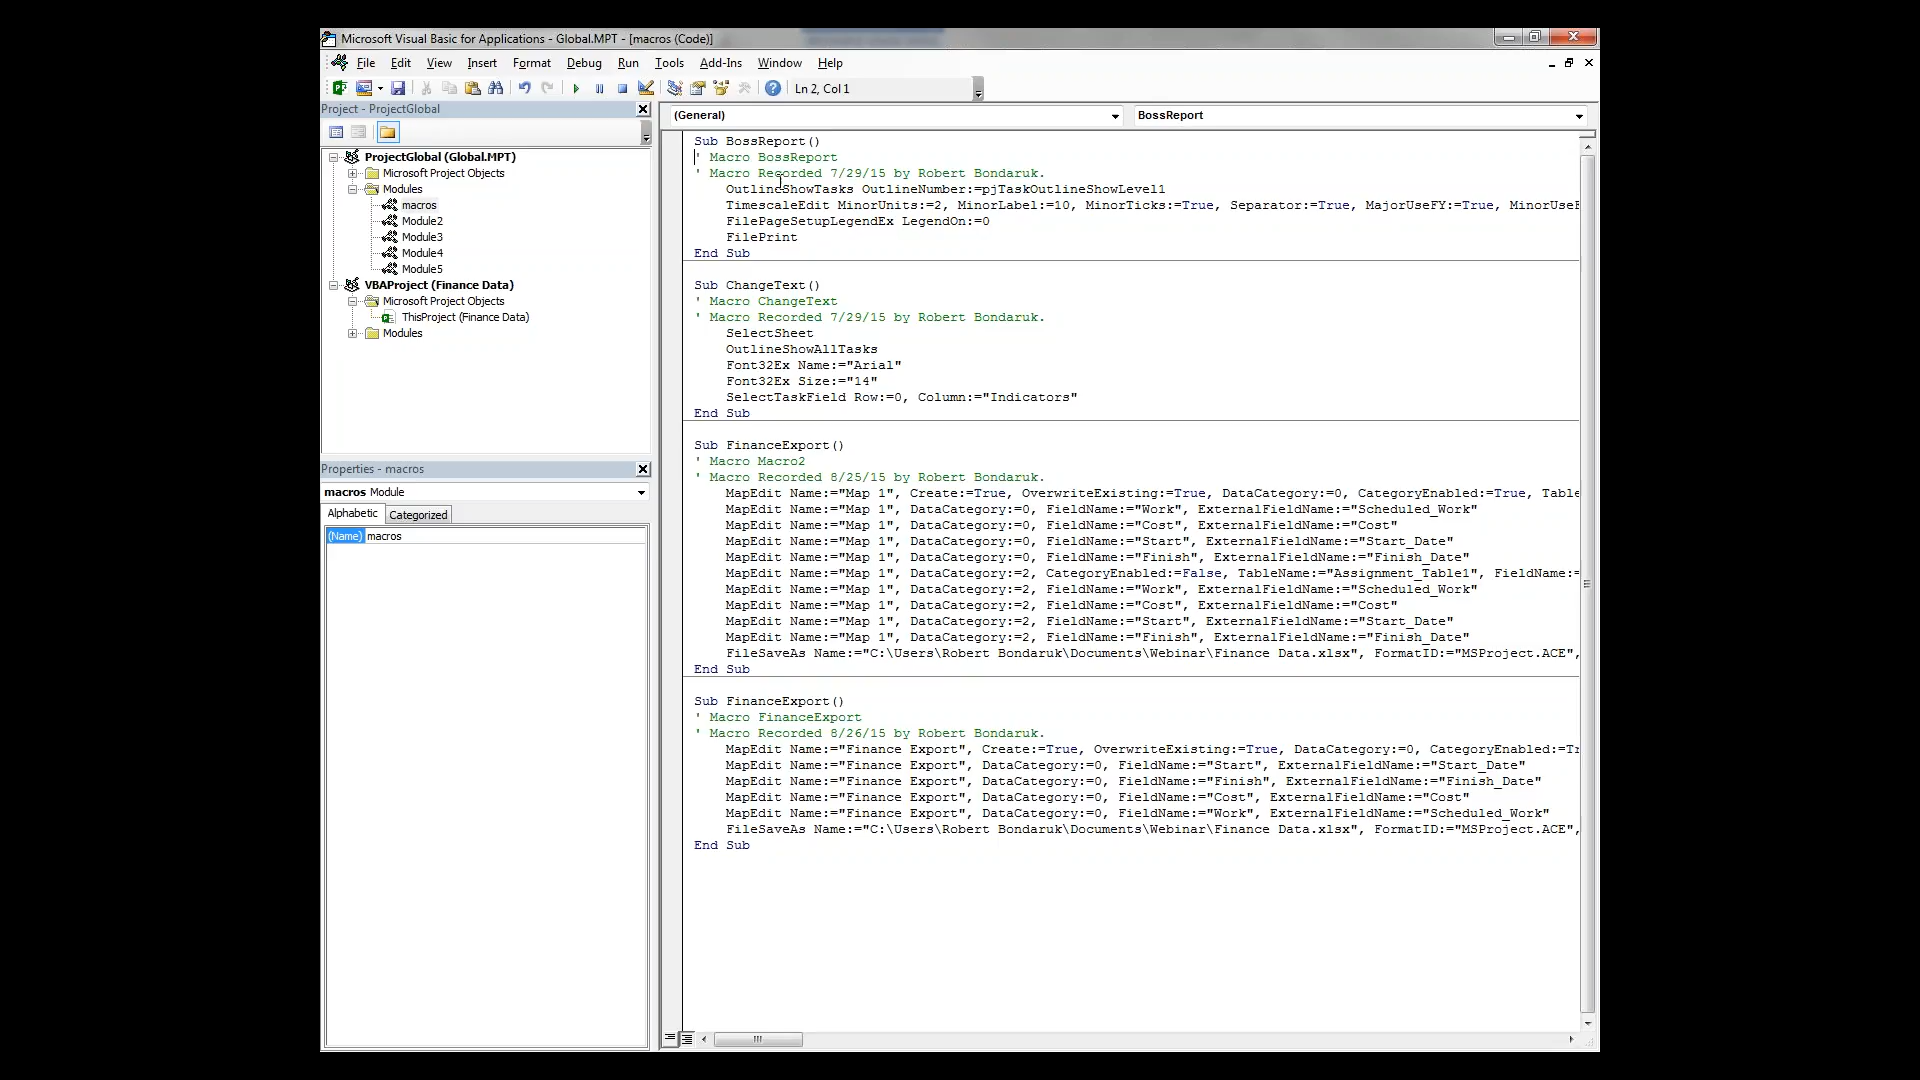 Microsoft Visual Basic for Applications - Global.MPT - [macros (Code)]
File Edit View Insert Format Debug Run Tools Add-Ins Window Help
Ln 2, Col 1
Project - ProjectGlobal
ProjectGlobal (Global.MPT)
Microsoft Project Objects
Modules
macros
Module2
Module3
Module4
Module5
VBAProject (Finance Data)
Microsoft Project Objects
ThisProject (Finance Data)
Modules
Properties - macros
macros Module
Alphabetic Categorized
(Name) macros
(General) BossReport
Sub BossReport()
' Macro BossReport
' Macro Recorded 7/29/15 by Robert Bondaruk.
OutlineShowTasks OutlineNumber:=pjTaskOutlineShowLevel1
TimescaleEdit MinorUnits:=2, MinorLabel:=10, MinorTicks:=True, Separator:=True, MajorUseFY:=True, MinorUseF
FilePageSetupLegendEx LegendOn:=0
FilePrint
End Sub
Sub ChangeText()
' Macro ChangeText
' Macro Recorded 7/29/15 by Robert Bondaruk.
SelectSheet
OutlineShowAllTasks
Font32Ex Name:="Arial"
Font32Ex Size:="14"
SelectTaskField Row:=0, Column:="Indicators"
End Sub
Sub FinanceExport()
' Macro Macro2
' Macro Recorded 8/25/15 by Robert Bondaruk.
MapEdit Name:="Map 1", Create:=True, OverwriteExisting:=True, DataCategory:=0, CategoryEnabled:=True, Table
MapEdit Name:="Map 1", DataCategory:=0, FieldName:="Work", ExternalFieldName:="Scheduled_Work"
MapEdit Name:="Map 1", DataCategory:=0, FieldName:="Cost", ExternalFieldName:="Cost"
MapEdit Name:="Map 1", DataCategory:=0, FieldName:="Start", ExternalFieldName:="Start_Date"
MapEdit Name:="Map 1", DataCategory:=0, FieldName:="Finish", ExternalFieldName:="Finish_Date"
MapEdit Name:="Map 1", DataCategory:=2, CategoryEnabled:=False, TableName:="Assignment_Table1", FieldName:=
MapEdit Name:="Map 1", DataCategory:=2, FieldName:="Work", ExternalFieldName:="Scheduled_Work"
MapEdit Name:="Map 1", DataCategory:=2, FieldName:="Cost", ExternalFieldName:="Cost"
MapEdit Name:="Map 1", DataCategory:=2, FieldName:="Start", ExternalFieldName:="Start_Date"
MapEdit Name:="Map 1", DataCategory:=2, FieldName:="Finish", ExternalFieldName:="Finish_Date"
FileSaveAs Name:="C:\Users\Robert Bondaruk\Documents\Webinar\Finance Data.xlsx", FormatID:="MSProject.ACE",
End Sub
Sub FinanceExport()
' Macro FinanceExport
' Macro Recorded 8/26/15 by Robert Bondaruk.
MapEdit Name:="Finance Export", Create:=True, OverwriteExisting:=True, DataCategory:=0, CategoryEnabled:=Tr
MapEdit Name:="Finance Export", DataCategory:=0, FieldName:="Start", ExternalFieldName:="Start_Date"
MapEdit Name:="Finance Export", DataCategory:=0, FieldName:="Finish", ExternalFieldName:="Finish_Date"
MapEdit Name:="Finance Export", DataCategory:=0, FieldName:="Cost", ExternalFieldName:="Cost"
MapEdit Name:="Finance Export", DataCategory:=0, FieldName:="Work", ExternalFieldName:="Scheduled_Work"
FileSaveAs Name:="C:\Users\Robert Bondaruk\Documents\Webinar\Finance Data.xlsx", FormatID:="MSProject.ACE",
End Sub